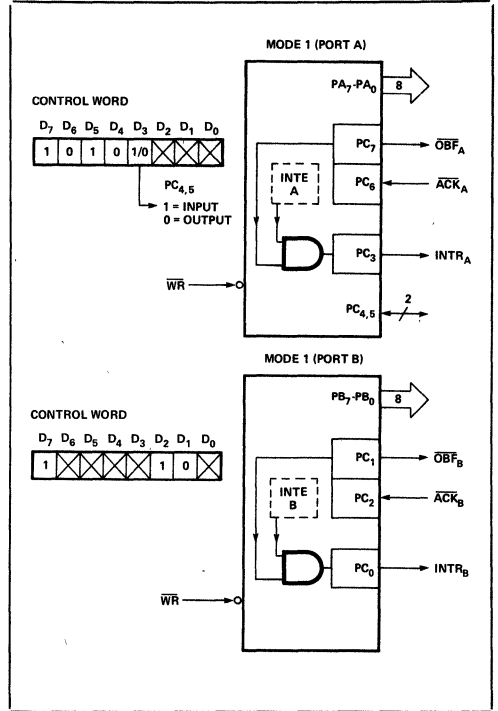 MODE 1 (PORT A)
PA7-PA0 8
CONTROL WORD
D7 D6 D5 D4 D3 D2 D1 D0
1 0 1 0 1/0
PC4,5
1 = INPUT
0 = OUTPUT
PC7 OBFA
INTE
A
PC6 ACKA
PC3 INTRA
WR
PC4,5 2
MODE 1 (PORT B)
PB7-PB0 8
CONTROL WORD
D7 D6 D5 D4 D3 D2 D1 D0
1 1 0
PC1 OBFB
INTE
B
PC2 ACKB
PC0 INTRB
WR